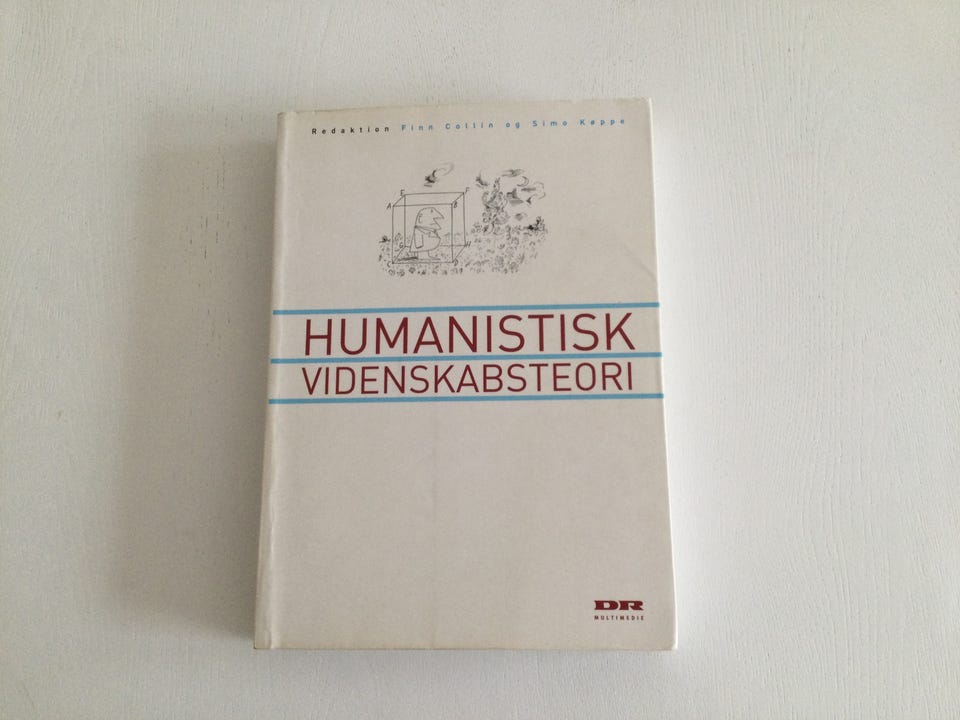 Redaktion Finn Collin og Simo Køppe
E F
A B
G H
C D
HUMANISTISK
VIDENSKABSTEORI
DR
MULTIMEDIE